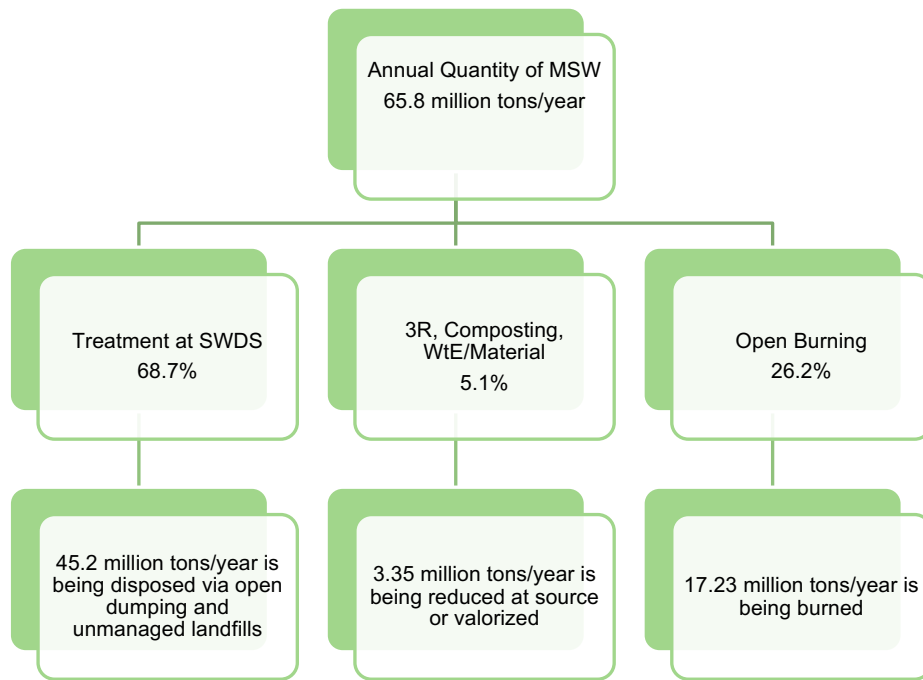 Annual Quantity of MSW
65.8 million tons/year
Treatment at SWDS
68.7%
3R, Composting,
WtE/Material
5.1%
Open Burning
26.2%
45.2 million tons/year is
being disposed via open
dumping and
unmanaged landfills
3.35 million tons/year is
being reduced at source
or valorized
17.23 million tons/year is
being burned